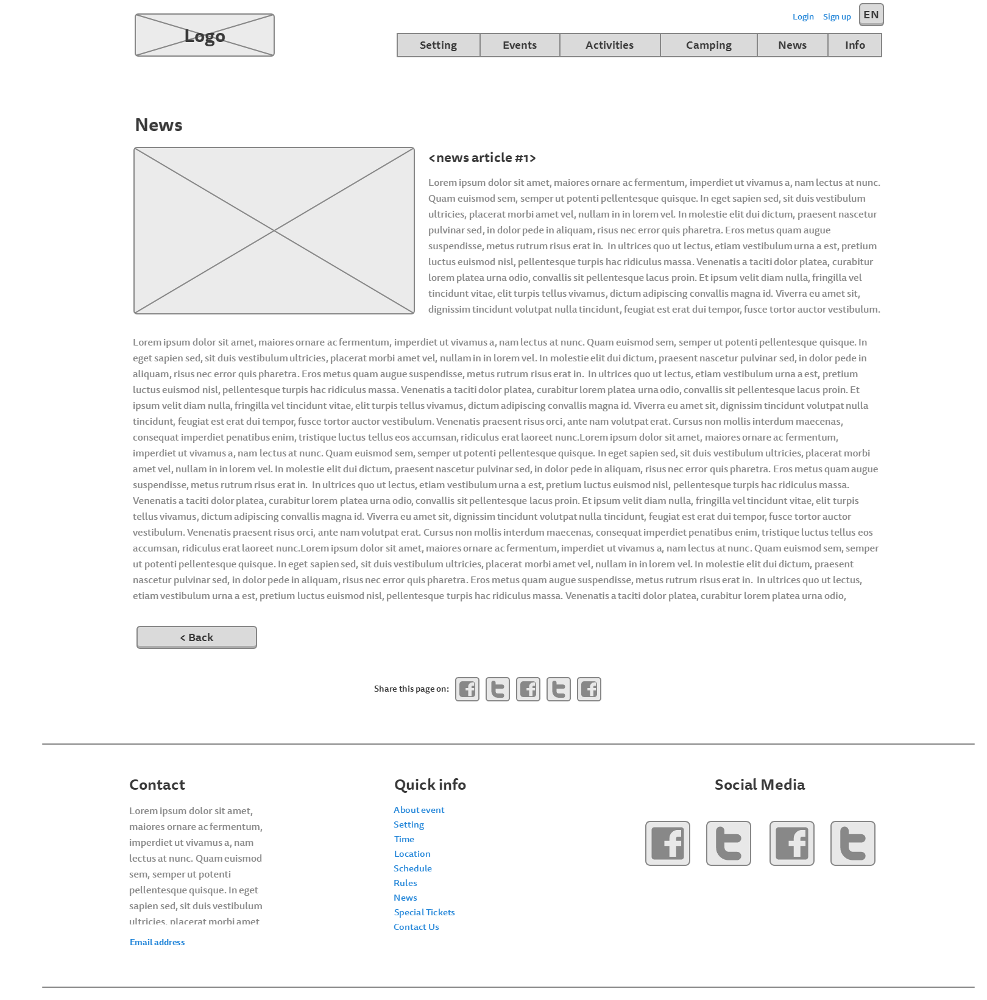 Login Sign up EN
Logo
Setting Events Activities Camping News Info
News
<news article #1>
Lorem ipsum dolor sit amet, maiores ornare ac fermentum, imperdiet ut vivamus a, nam lectus at nunc.
Quam euismod sem, semper ut potenti pellentesque quisque. In eget sapien sed, sit duis vestibulum
ultricies, placerat morbi amet vel, nullam in in lorem vel. In molestie elit dui dictum, praesent nascetur
pulvinar sed, in dolor pede in aliquam, risus nec error quis pharetra. Eros metus quam augue
suspendisse, metus rutrum risus erat in.  In ultrices quo ut lectus, etiam vestibulum urna a est, pretium
luctus euismod nisl, pellentesque turpis hac ridiculus massa. Venenatis a taciti dolor platea, curabitur
lorem platea urna odio, convallis sit pellentesque lacus proin. Et ipsum velit diam nulla, fringilla vel
tincidunt vitae, elit turpis tellus vivamus, dictum adipiscing convallis magna id. Viverra eu amet sit,
dignissim tincidunt volutpat nulla tincidunt, feugiat est erat dui tempor, fusce tortor auctor vestibulum.
Lorem ipsum dolor sit amet, maiores ornare ac fermentum, imperdiet ut vivamus a, nam lectus at nunc. Quam euismod sem, semper ut potenti pellentesque quisque. In
eget sapien sed, sit duis vestibulum ultricies, placerat morbi amet vel, nullam in in lorem vel. In molestie elit dui dictum, praesent nascetur pulvinar sed, in dolor pede in
aliquam, risus nec error quis pharetra. Eros metus quam augue suspendisse, metus rutrum risus erat in.  In ultrices quo ut lectus, etiam vestibulum urna a est, pretium
luctus euismod nisl, pellentesque turpis hac ridiculus massa. Venenatis a taciti dolor platea, curabitur lorem platea urna odio, convallis sit pellentesque lacus proin. Et
ipsum velit diam nulla, fringilla vel tincidunt vitae, elit turpis tellus vivamus, dictum adipiscing convallis magna id. Viverra eu amet sit, dignissim tincidunt volutpat nulla
tincidunt, feugiat est erat dui tempor, fusce tortor auctor vestibulum. Venenatis praesent risus orci, ante nam volutpat erat. Cursus non mollis interdum maecenas,
consequat imperdiet penatibus enim, tristique luctus tellus eos accumsan, ridiculus erat laoreet nunc.Lorem ipsum dolor sit amet, maiores ornare ac fermentum,
imperdiet ut vivamus a, nam lectus at nunc. Quam euismod sem, semper ut potenti pellentesque quisque. In eget sapien sed, sit duis vestibulum ultricies, placerat morbi
amet vel, nullam in in lorem vel. In molestie elit dui dictum, praesent nascetur pulvinar sed, in dolor pede in aliquam, risus nec error quis pharetra. Eros metus quam augue
suspendisse, metus rutrum risus erat in.  In ultrices quo ut lectus, etiam vestibulum urna a est, pretium luctus euismod nisl, pellentesque turpis hac ridiculus massa.
Venenatis a taciti dolor platea, curabitur lorem platea urna odio, convallis sit pellentesque lacus proin. Et ipsum velit diam nulla, fringilla vel tincidunt vitae, elit turpis
tellus vivamus, dictum adipiscing convallis magna id. Viverra eu amet sit, dignissim tincidunt volutpat nulla tincidunt, feugiat est erat dui tempor, fusce tortor auctor
vestibulum. Venenatis praesent risus orci, ante nam volutpat erat. Cursus non mollis interdum maecenas, consequat imperdiet penatibus enim, tristique luctus tellus eos
accumsan, ridiculus erat laoreet nunc.Lorem ipsum dolor sit amet, maiores ornare ac fermentum, imperdiet ut vivamus a, nam lectus at nunc. Quam euismod sem, semper
ut potenti pellentesque quisque. In eget sapien sed, sit duis vestibulum ultricies, placerat morbi amet vel, nullam in in lorem vel. In molestie elit dui dictum, praesent
nascetur pulvinar sed, in dolor pede in aliquam, risus nec error quis pharetra. Eros metus quam augue suspendisse, metus rutrum risus erat in.  In ultrices quo ut lectus,
etiam vestibulum urna a est, pretium luctus euismod nisl, pellentesque turpis hac ridiculus massa. Venenatis a taciti dolor platea, curabitur lorem platea urna odio,
< Back
Share this page on:
Contact
Lorem ipsum dolor sit amet,
maiores ornare ac fermentum,
imperdiet ut vivamus a, nam
lectus at nunc. Quam euismod
sem, semper ut potenti
pellentesque quisque. In eget
sapien sed, sit duis vestibulum
ultricies, placerat morbi amet
Email address
Quick info
About event
Setting
Time
Location
Schedule
Rules
News
Special Tickets
Contact Us
Social Media